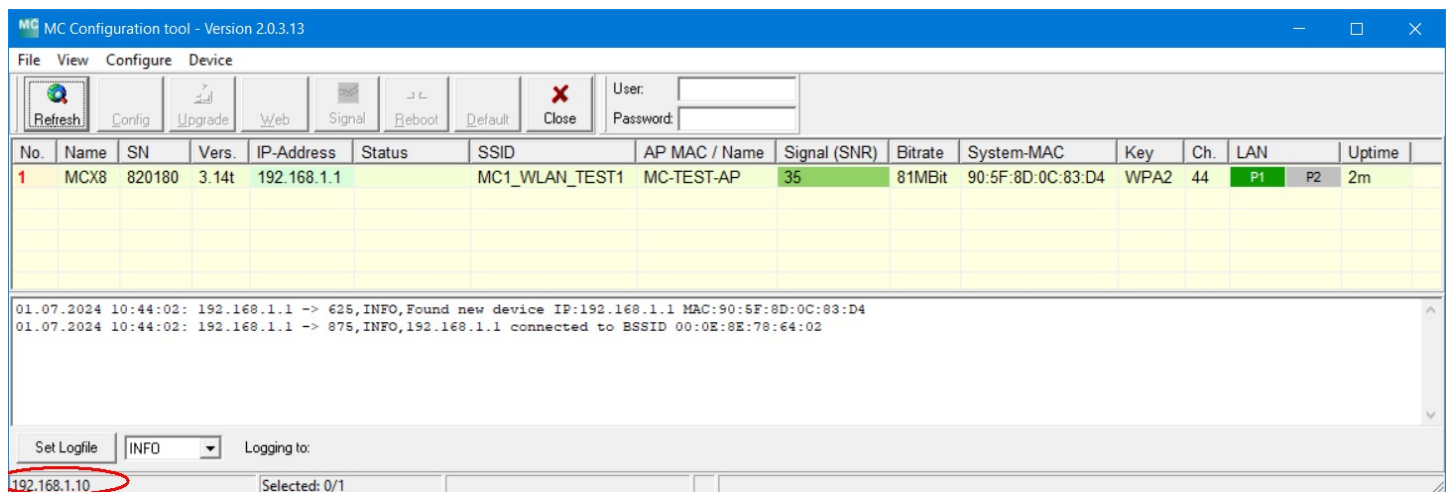 MC MC Configuration tool - Version 2.0.3.13
File View Configure Device
Refresh Config Upgrade Web Signal Reboot Default Close User:
Password:
No. Name SN Vers. IP-Address Status SSID AP MAC / Name Signal (SNR) Bitrate System-MAC Key Ch. LAN Uptime
1 MCX8 820180 3.14t 192.168.1.1 MC1_WLAN_TEST1 MC-TEST-AP 35 81MBit 90:5F:8D:0C:83:D4 WPA2 44 P1 P2 2m
01.07.2024 10:44:02: 192.168.1.1 -> 625,INFO,Found new device IP:192.168.1.1 MAC:90:5F:8D:0C:83:D4
01.07.2024 10:44:02: 192.168.1.1 -> 875,INFO,192.168.1.1 connected to BSSID 00:0E:8E:78:64:02
Set Logfile INFO Logging to:
192.168.1.10 Selected: 0/1